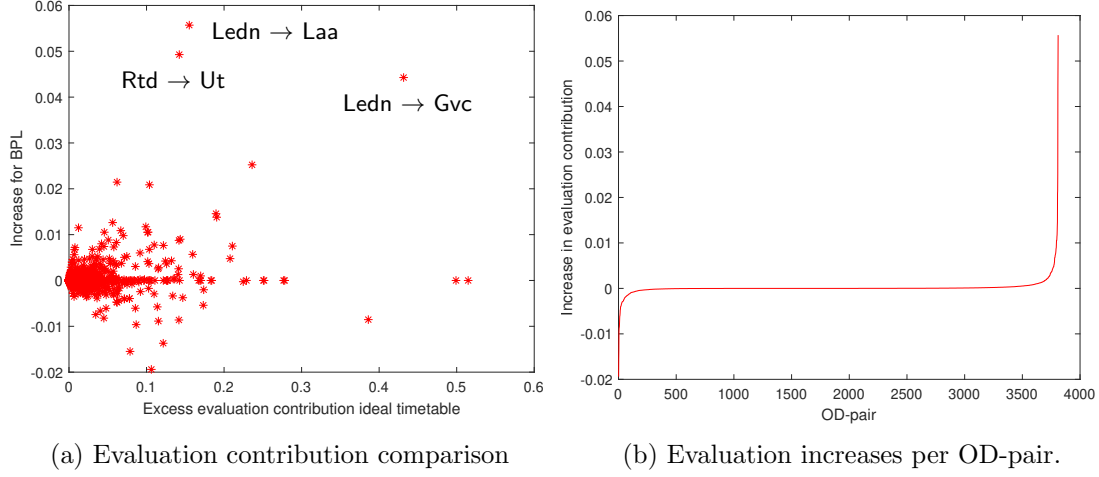 0.06
0.05
0.04
0.03
0.02
0.01
0
-0.01
-0.02
Increase for BPL
Ledn → Laa
Rtd → Ut
Ledn → Gvc
0 0.1 0.2 0.3 0.4 0.5 0.6
Excess evaluation contribution ideal timetable
(a) Evaluation contribution comparison
0.06
0.05
0.04
0.03
0.02
0.01
0
-0.01
-0.02
Increase in evaluation contribution
0 500 1000 1500 2000 2500 3000 3500 4000
OD-pair
(b) Evaluation increases per OD-pair.